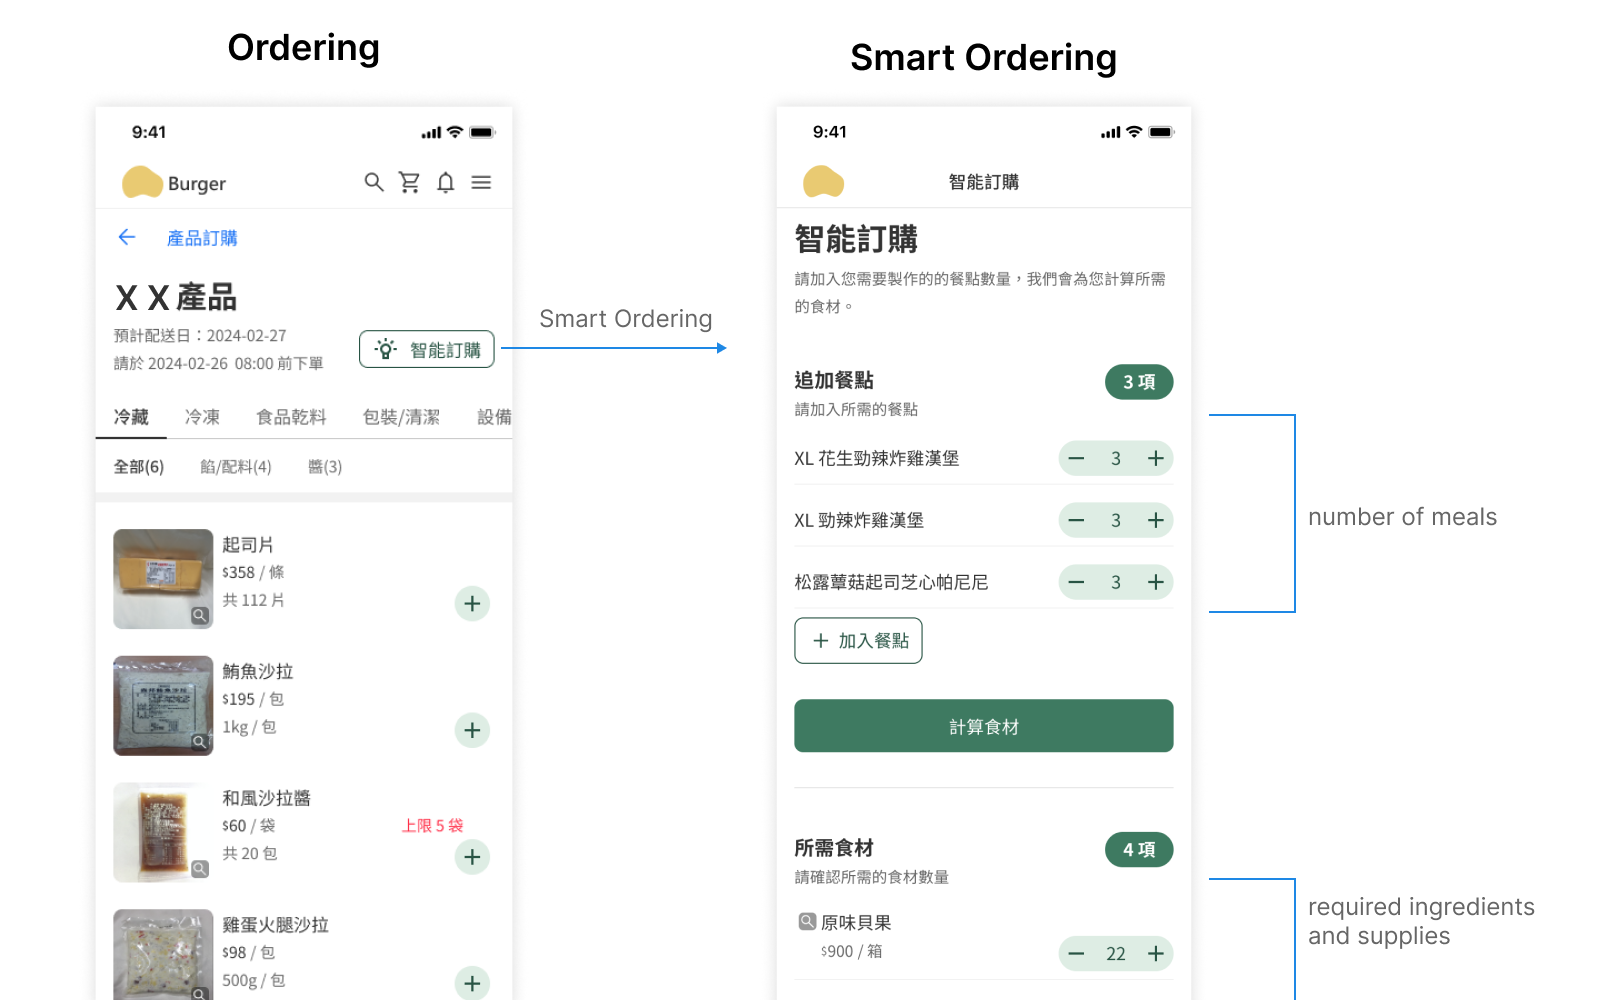 Ordering
9:41
Burger
產品訂購
X X 產品
預計配送日：2024-02-27
請於 2024-02-26 08:00 前下單
智能訂購
冷藏 冷凍 食品乾料 包裝/清潔 設備
全部(6) 餡/配料(4) 醬(3)
起司片
$358 / 條
共 112 片
鮪魚沙拉
$195 / 包
1kg / 包
和風沙拉醬
$60 / 袋
上限 5 袋
共 20 包
雞蛋火腿沙拉
$98 / 包
500g / 包
Smart Ordering
Smart Ordering
9:41
智能訂購
智能訂購
請加入您需要製作的的餐點數量，我們會為您計算所需
的食材。
追加餐點
3 項
請加入所需的餐點
XL 花生勁辣炸雞漢堡
3
XL 勁辣炸雞漢堡
3
松露蕈菇起司芝心帕尼尼
3
加入餐點
計算食材
所需食材
4 項
請確認所需的食材數量
原味貝果
$900 / 箱
22
number of meals
required ingredients
and supplies